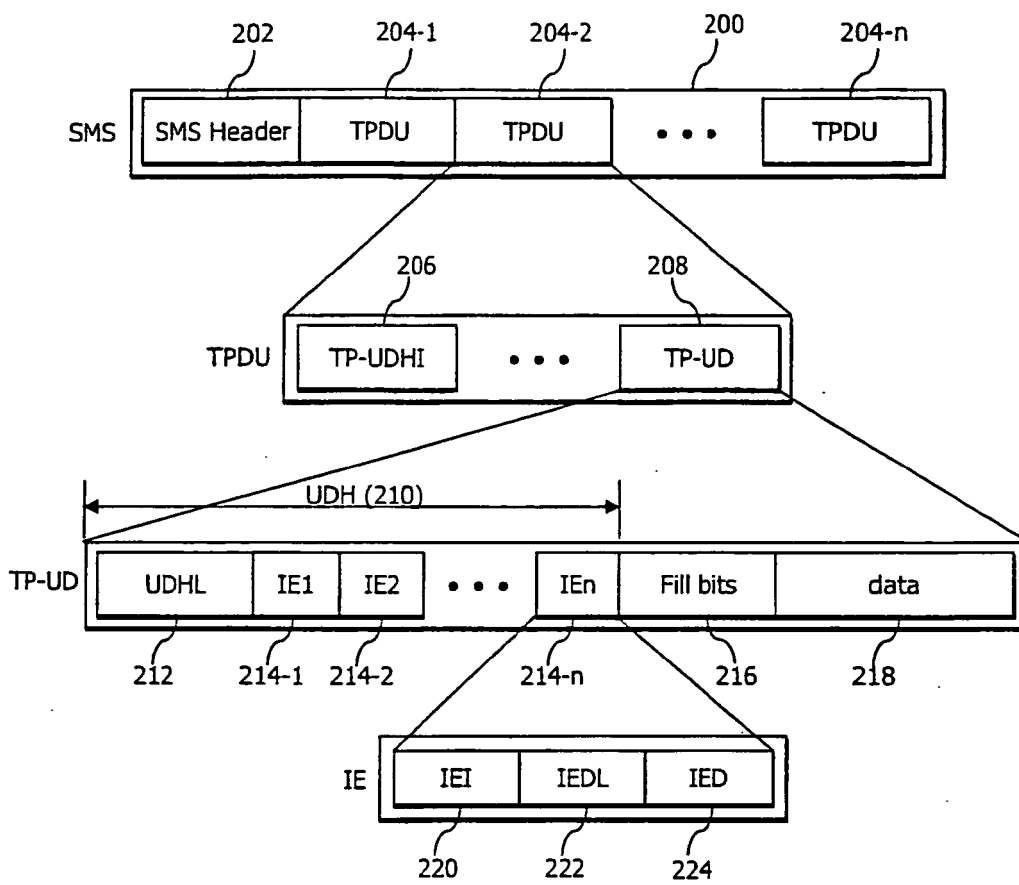 202 204-1 204-2 200 204-n
SMS SMS Header TPDU TPDU • • • TPDU
206 208
TPDU TP-UDHI • • • TP-UD
UDH (210)
TP-UD UDHL IE1 IE2 • • • IEn Fill bits data
212 214-1 214-2 214-n 216 218
IE IEI IEDL IED
220 222 224